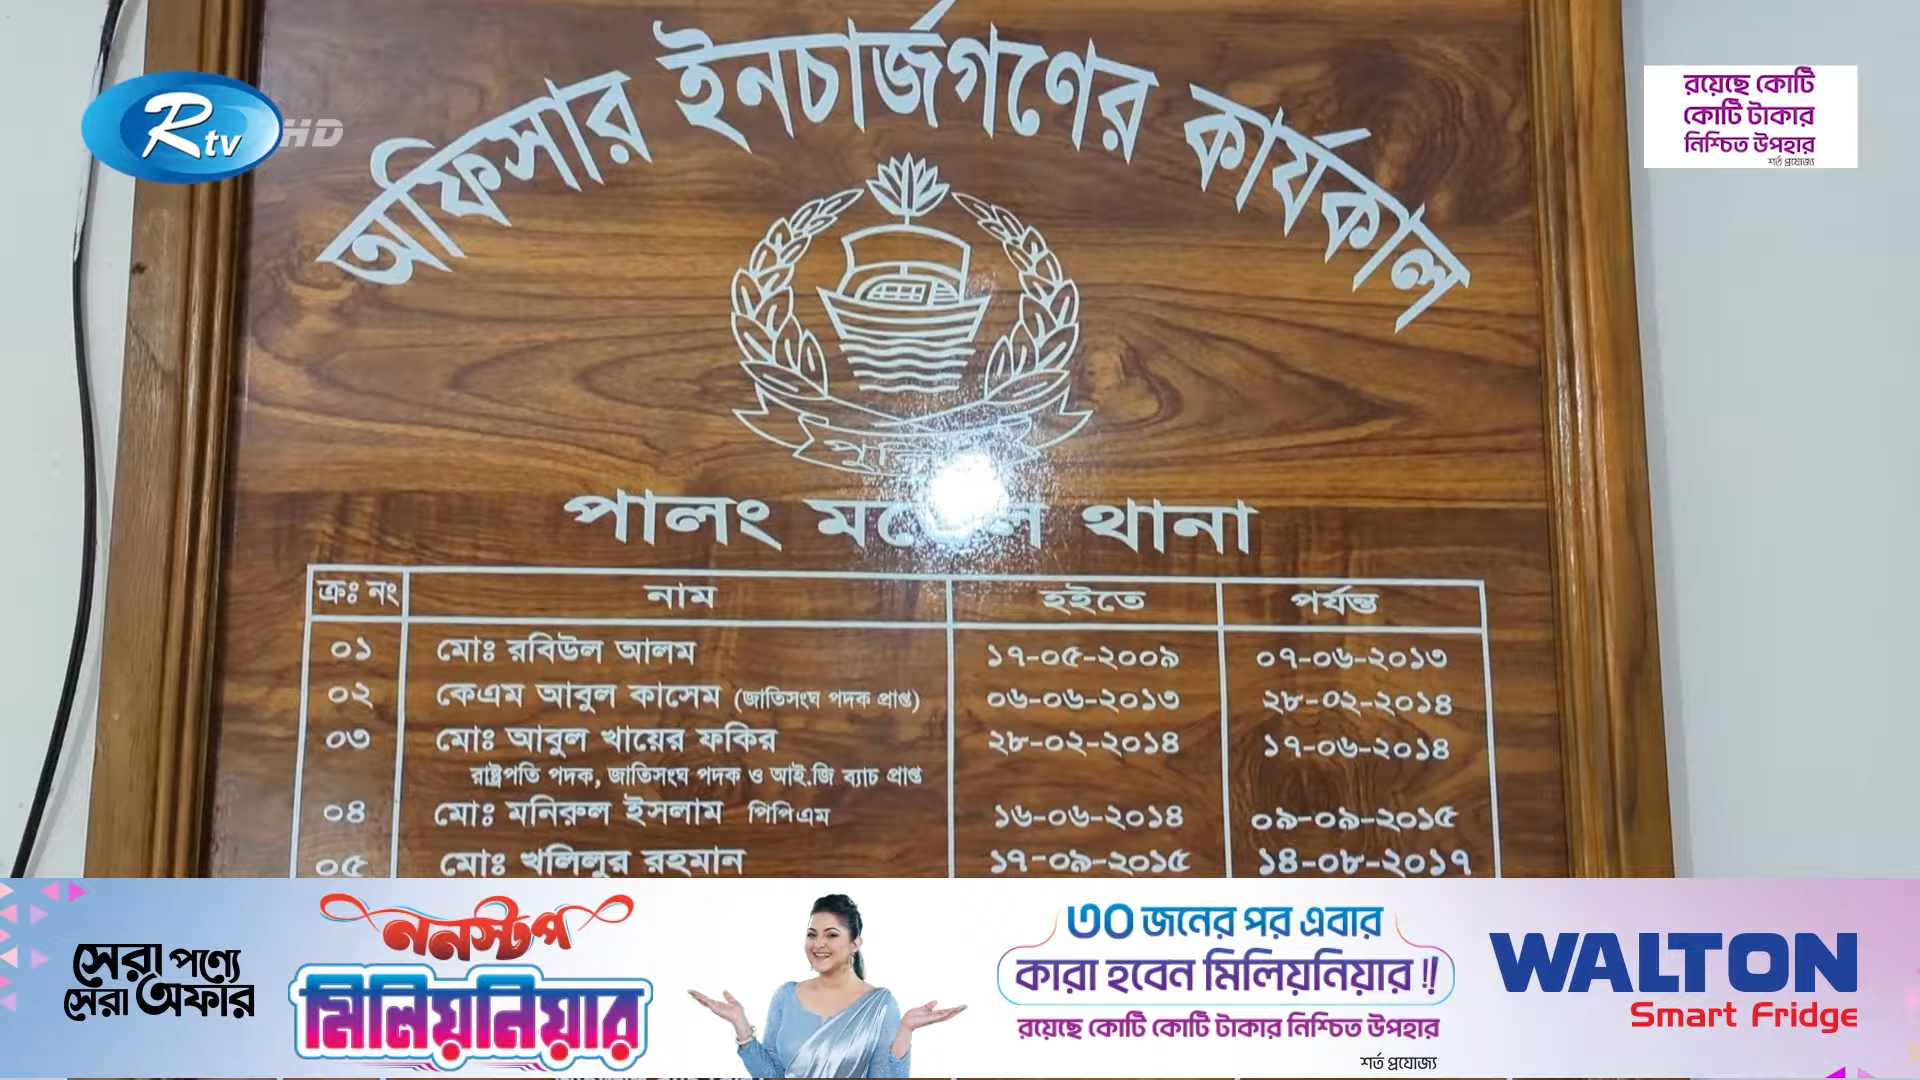 Rtv HD
রয়েছে কোটি
কোটি টাকার
নিশ্চিত উপহার
শর্ত প্রযোজ্য
অফিসার ইনচার্জগণের কার্যকাল
পালং মডেল থানা
ক্রঃ নং নাম হইতে পর্যন্ত
০১ মোঃ রবিউল আলম ১৭-০৫-২০০৯ ০৭-০৬-২০১৩
০২ কেএম আবুল কাসেম (জাতিসংঘ পদক প্রাপ্ত) ০৬-০৬-২০১৩ ২৮-০২-২০১৪
০৩ মোঃ আবুল খায়ের ফকির ২৮-০২-২০১৪ ১৭-০৬-২০১৪
রাষ্ট্রপতি পদক, জাতিসংঘ পদক ও আই.জি ব্যাচ প্রাপ্ত
০৪ মোঃ মনিরুল ইসলাম পিপিএম ১৬-০৬-২০১৪ ০৯-০৯-২০১৫
০৫ মোঃ খলিলুর রহমান ১৭-০৯-২০১৫ ১৪-০৮-২০১৭
সেরা পণ্যে
সেরা অফার
ননস্টপ
মিলিয়নিয়ার
৩০ জনের পর এবার
কারা হবেন মিলিয়নিয়ার !!
রয়েছে কোটি কোটি টাকার নিশ্চিত উপহার
শর্ত প্রযোজ্য
WALTON
Smart Fridge